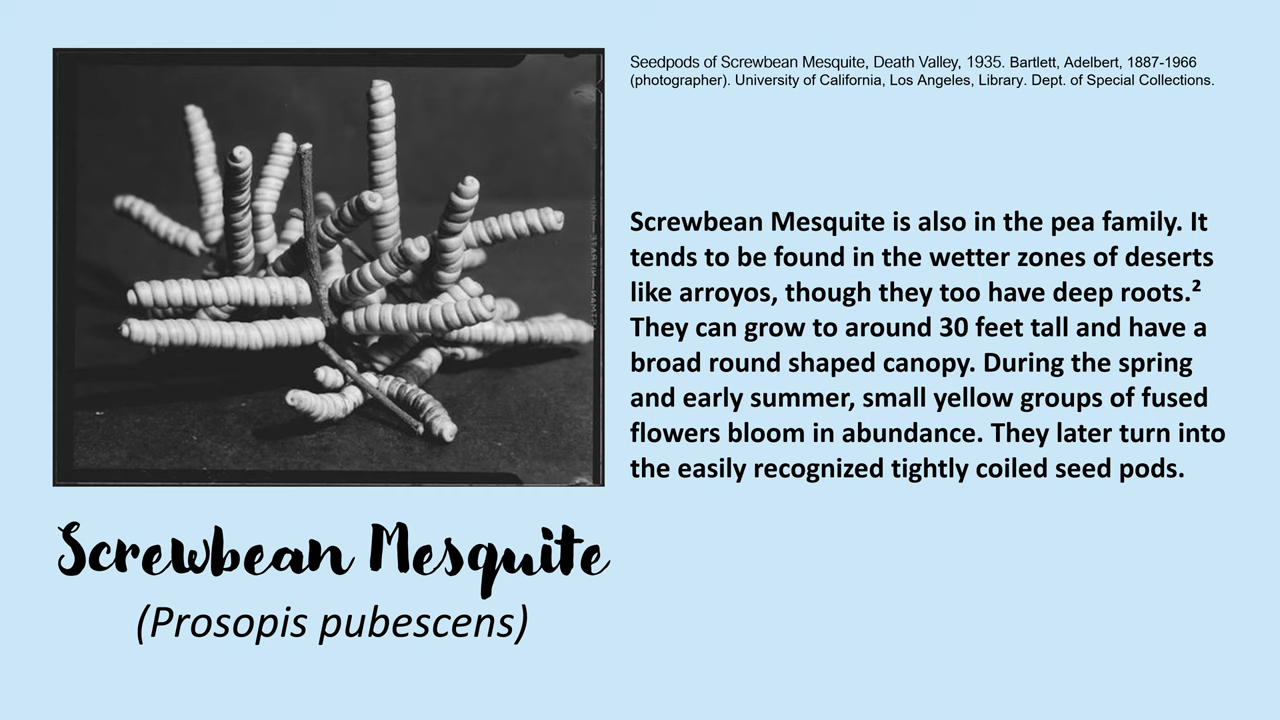 Seedpods of Screwbean Mesquite, Death Valley, 1935. Bartlett, Adelbert, 1887-1966
(photographer). University of California, Los Angeles, Library. Dept. of Special Collections.
Screwbean Mesquite is also in the pea family. It
tends to be found in the wetter zones of deserts
like arroyos, though they too have deep roots.²
They can grow to around 30 feet tall and have a
broad round shaped canopy. During the spring
and early summer, small yellow groups of fused
flowers bloom in abundance. They later turn into
the easily recognized tightly coiled seed pods.
Screwbean Mesquite
(Prosopis pubescens)